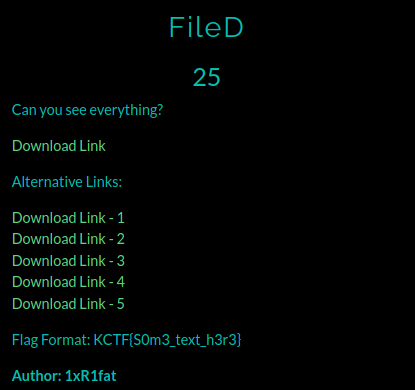 FileD
25
Can you see everything?
Download Link
Alternative Links:
Download Link - 1
Download Link - 2
Download Link - 3
Download Link - 4
Download Link - 5
Flag Format: KCTF{S0m3_text_h3r3}
Author: 1xR1fat